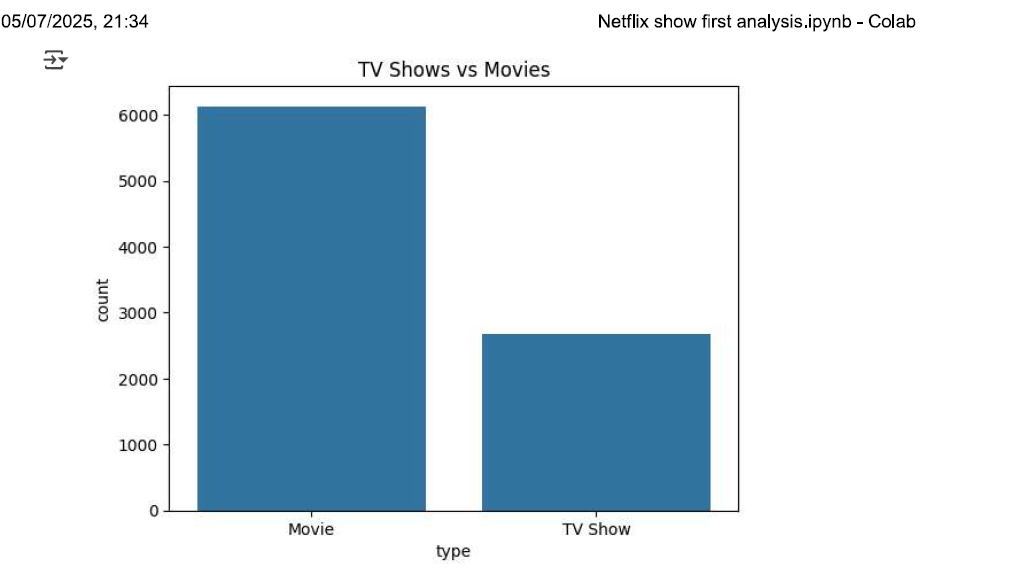 05/07/2025, 21:34 Netflix show first analysis.ipynb - Colab
TV Shows vs Movies
6000
5000
4000
3000
2000
1000
0
count
Movie TV Show
type